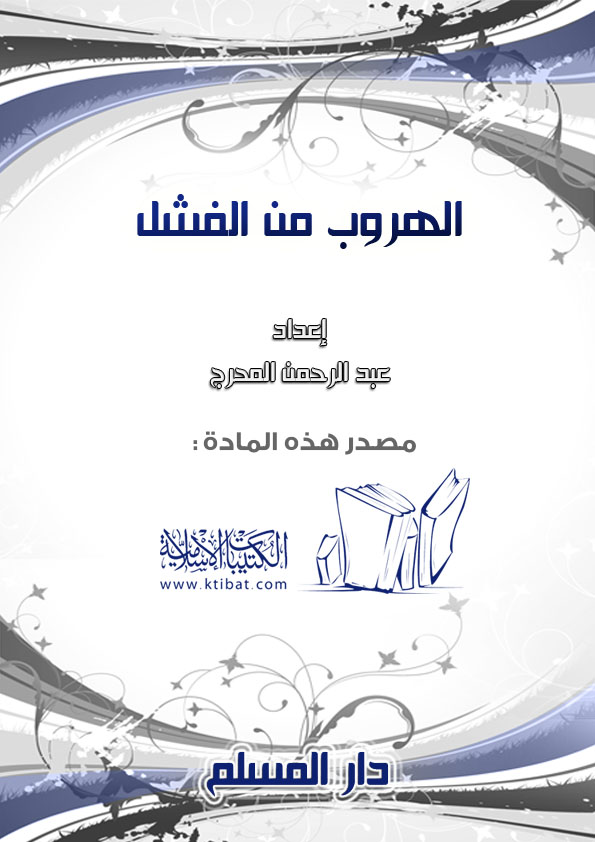 الهروب من الفشل
إعداد
عبد الرحمن المحرج
مصدر هذه المادة :
الكتيبات الإسلامية
www.ktibat.com
دار المسلم